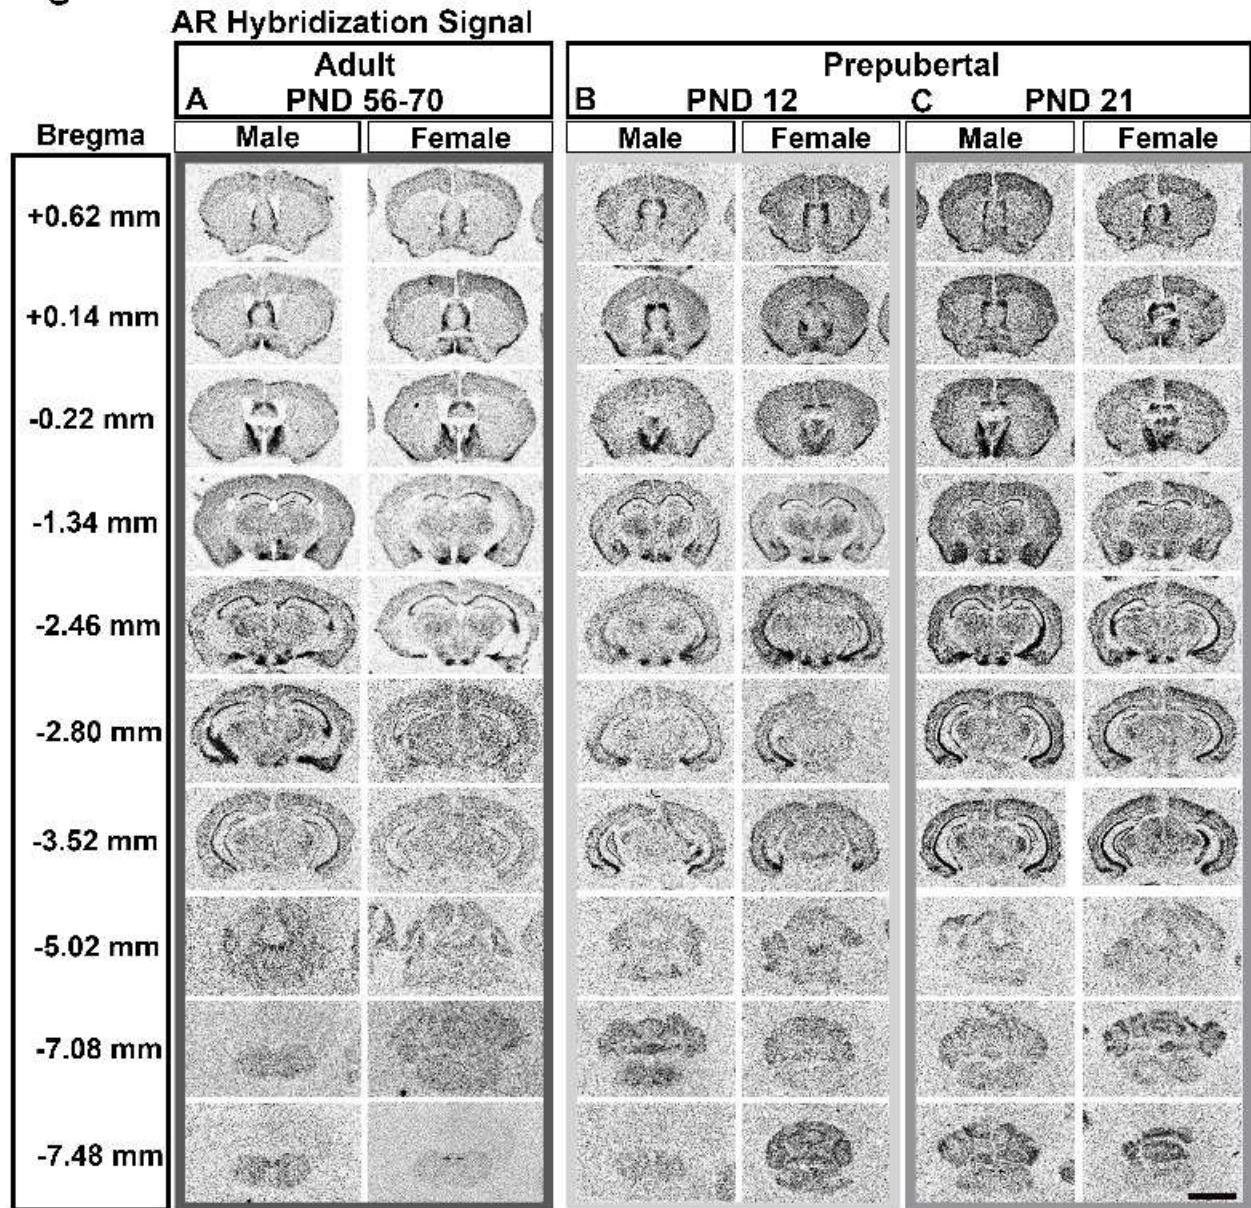 AR Hybridization Signal
Adult
Prepubertal
A PND 56-70
B PND 12
C PND 21
Bregma
Male
Female
Male
Female
Male
Female
+0.62 mm
+0.14 mm
-0.22 mm
-1.34 mm
-2.46 mm
-2.80 mm
-3.52 mm
-5.02 mm
-7.08 mm
-7.48 mm